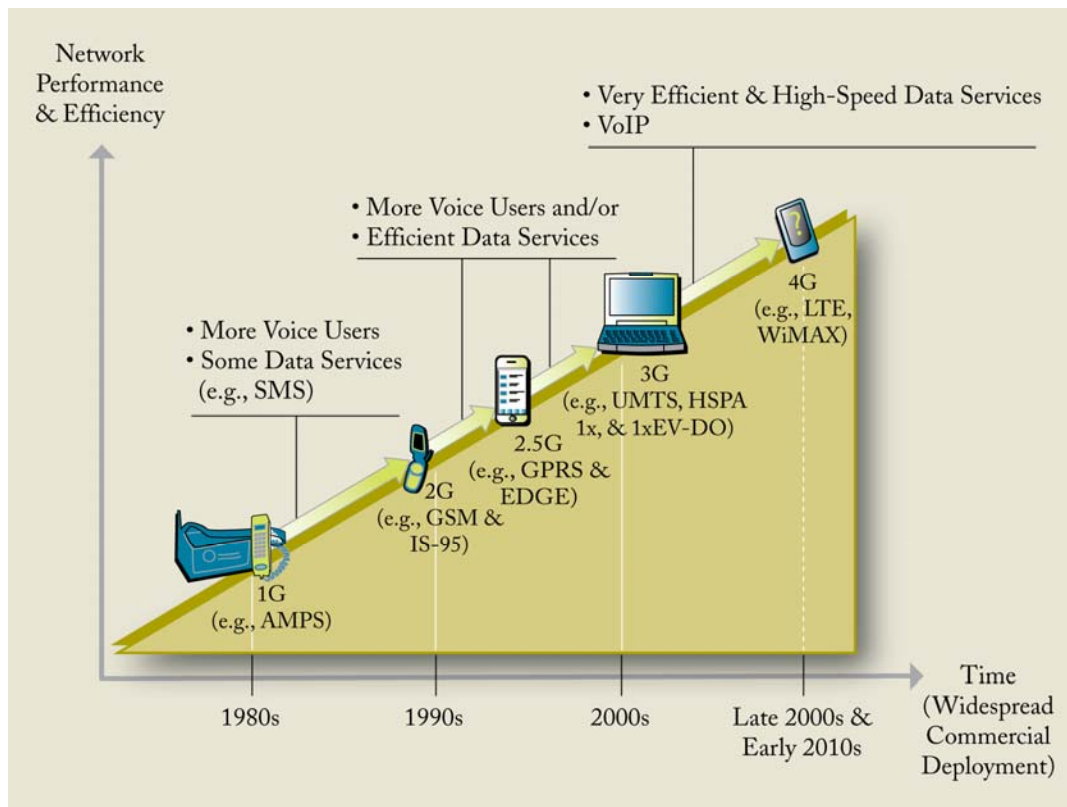 Network
Performance
& Efficiency
• Very Efficient & High-Speed Data Services
• VoIP
• More Voice Users and/or
• Efficient Data Services
• More Voice Users
• Some Data Services
(e.g., SMS)
?
4G
(e.g., LTE,
WiMAX)
3G
(e.g., UMTS, HSPA
1x, & 1xEV-DO)
2.5G
(e.g., GPRS &
EDGE)
2G
(e.g., GSM &
IS-95)
1G
(e.g., AMPS)
1980s
1990s
2000s
Late 2000s &
Early 2010s
Time
(Widespread
Commercial
Deployment)